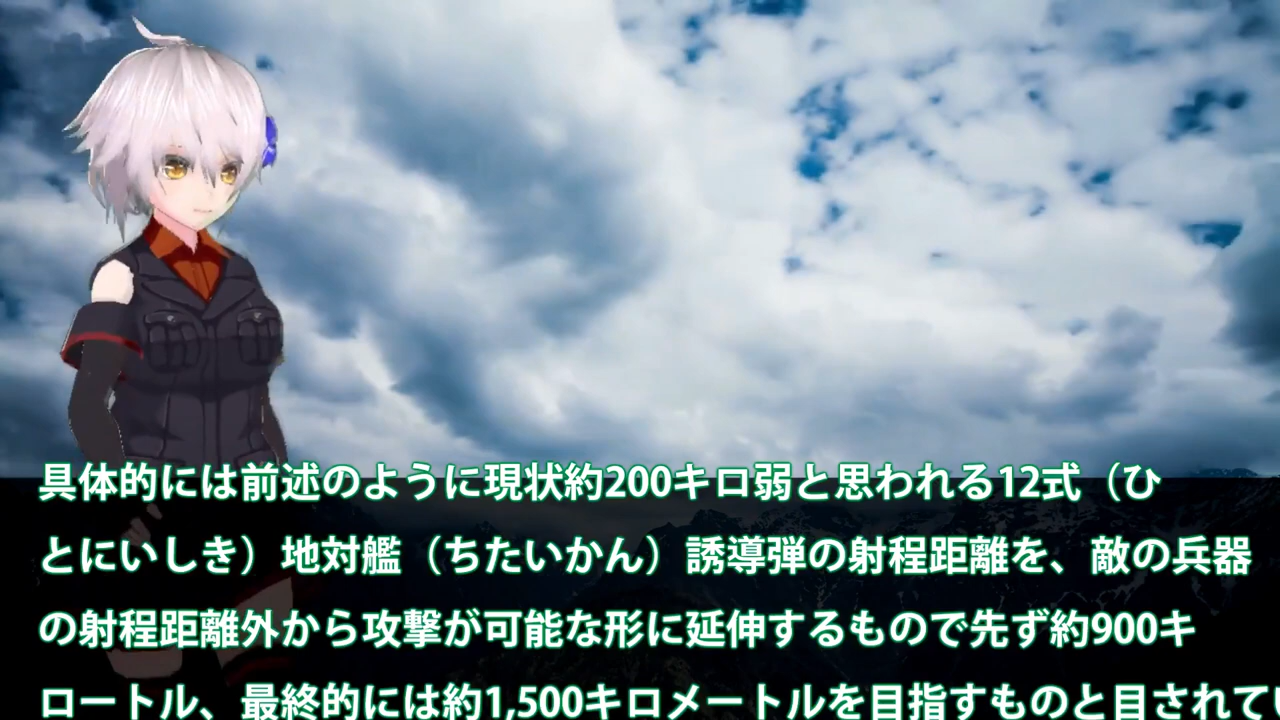 具体的には前述のように現状約200キロ弱と思われる12式（ひ
とにいしき）地対艦（ちたいかん）誘導弾の射程距離を、敵の兵器
の射程距離外から攻撃が可能な形に延伸するもので先ず約900キ
ロートル、最終的には約1,500キロメートルを目指すものと目されてい